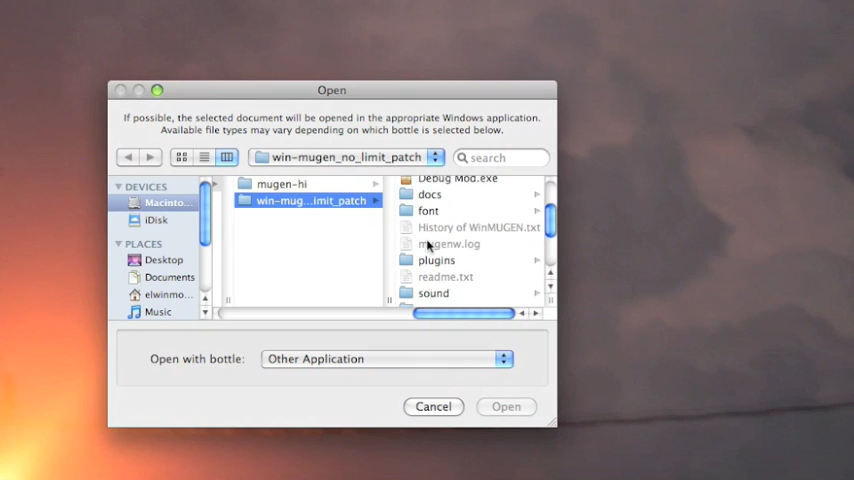 Open
If possible, the selected document will be opened in the appropriate Windows application.
Available file types may vary depending on which bottle is selected below.
win-mugen_no_limit_patch
search
DEVICES
Macinto...
iDisk
PLACES
Desktop
Documents
elwinmo...
Music
mugen-hi
win-mug...imit_patch
Debug Mod.exe
docs
font
History of WinMUGEN.txt
mugenw.log
plugins
readme.txt
sound
Open with bottle:
Other Application
Cancel
Open